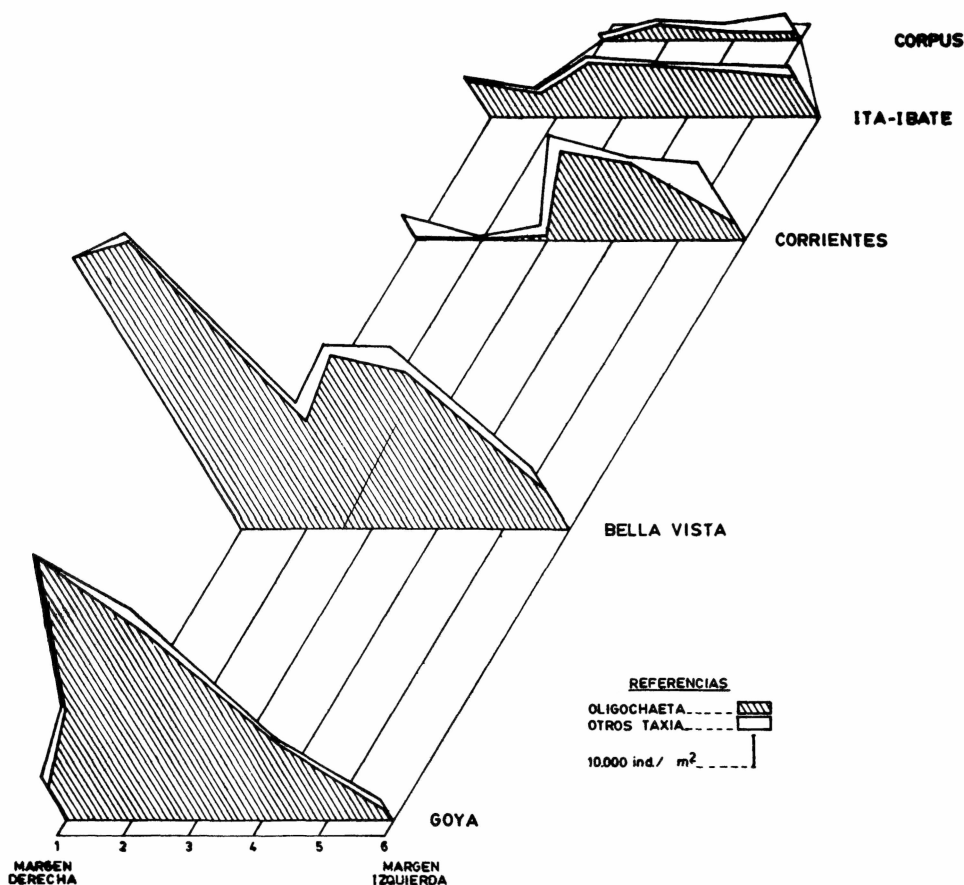 CORPUS
ITA-IBATE
CORRIENTES
BELLA VISTA
REFERENCIAS
OLIGOCHAETA
OTROS TAXIA
10.000 ind./ m²
GOYA
1 2 3 4 5 6
MARGEN DERECHA
MARGEN IZQUIERDA